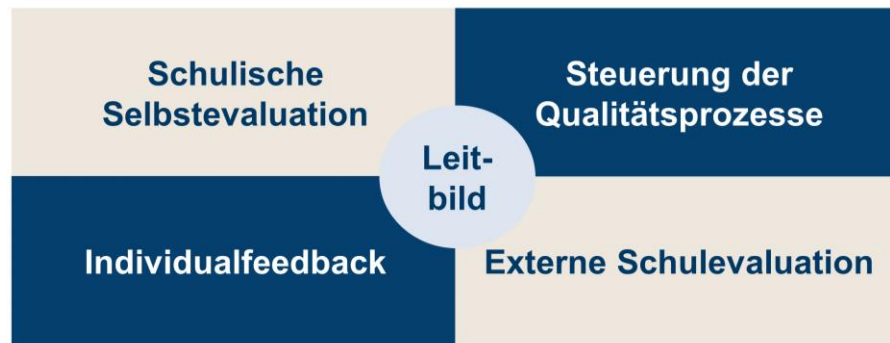 Schulische
Selbstevaluation
Steuerung der
Qualitätsprozesse
Leit-
bild
Individualfeedback
Externe Schulevaluation